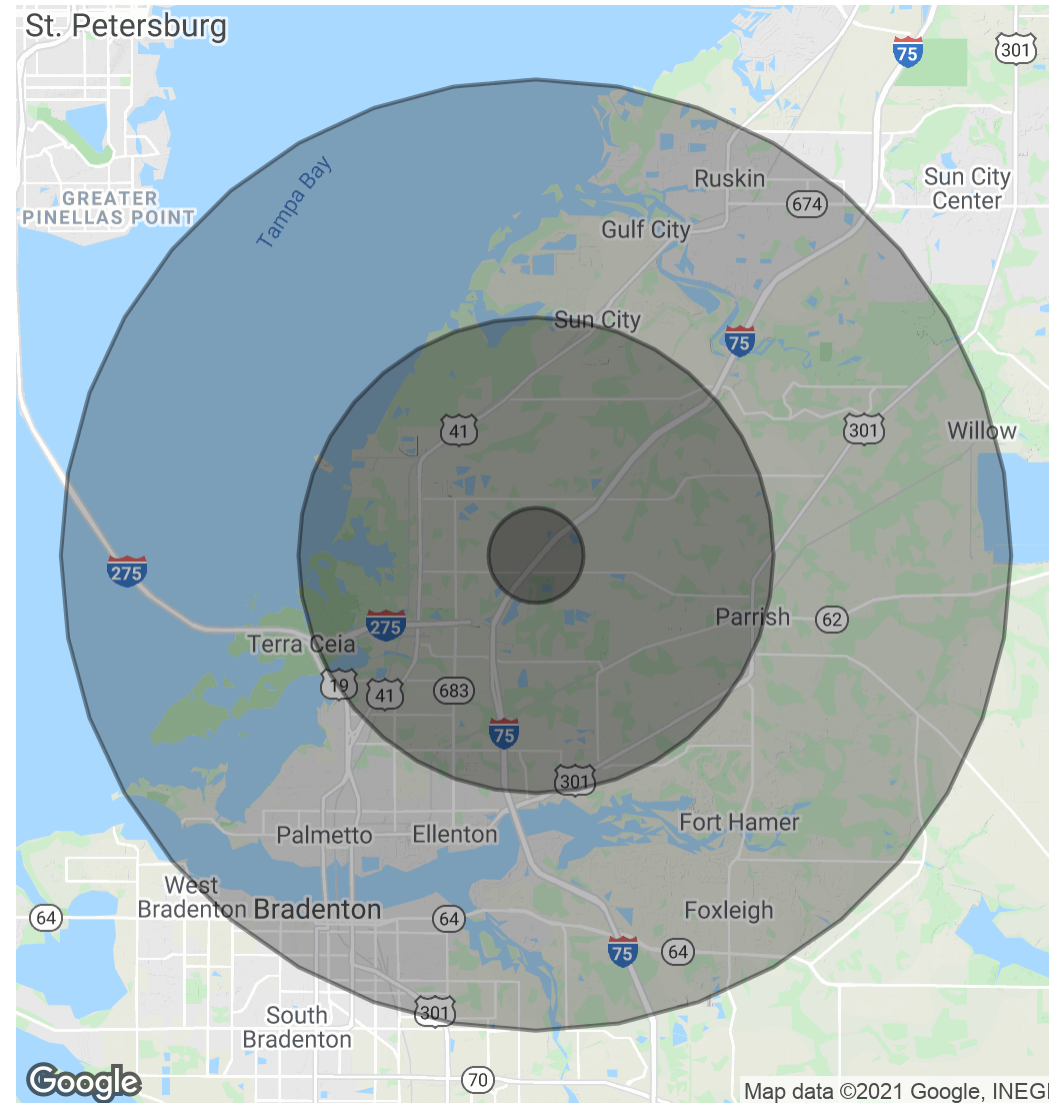 St. Petersburg
75
301
GREATER
PINELLAS POINT
Tampa Bay
Ruskin
674
Sun City
Center
Gulf City
Sun City
75
41
301
Willow
275
275
Terra Ceia
Parrish
62
19
41
683
75
301
Palmetto
Ellenton
Fort Hamer
West
Bradenton
Bradenton
64
64
Foxleigh
75
64
301
South
Bradenton
70
Google
Map data ©2021 Google, INEGI